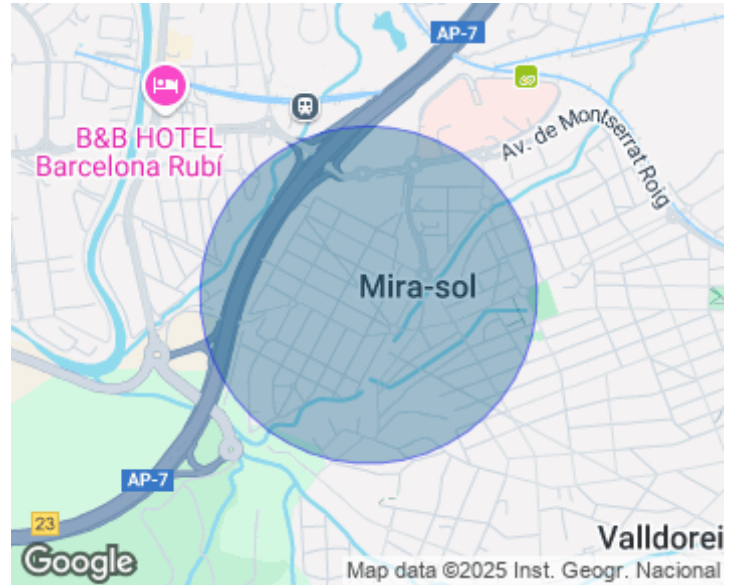 AP-7
B&B HOTEL
Barcelona Rubí
Av. de Montserrat Roig
Mira-sol
AP-7
23
Valldorei
Google
Map data ©2025 Inst. Geogr. Nacional